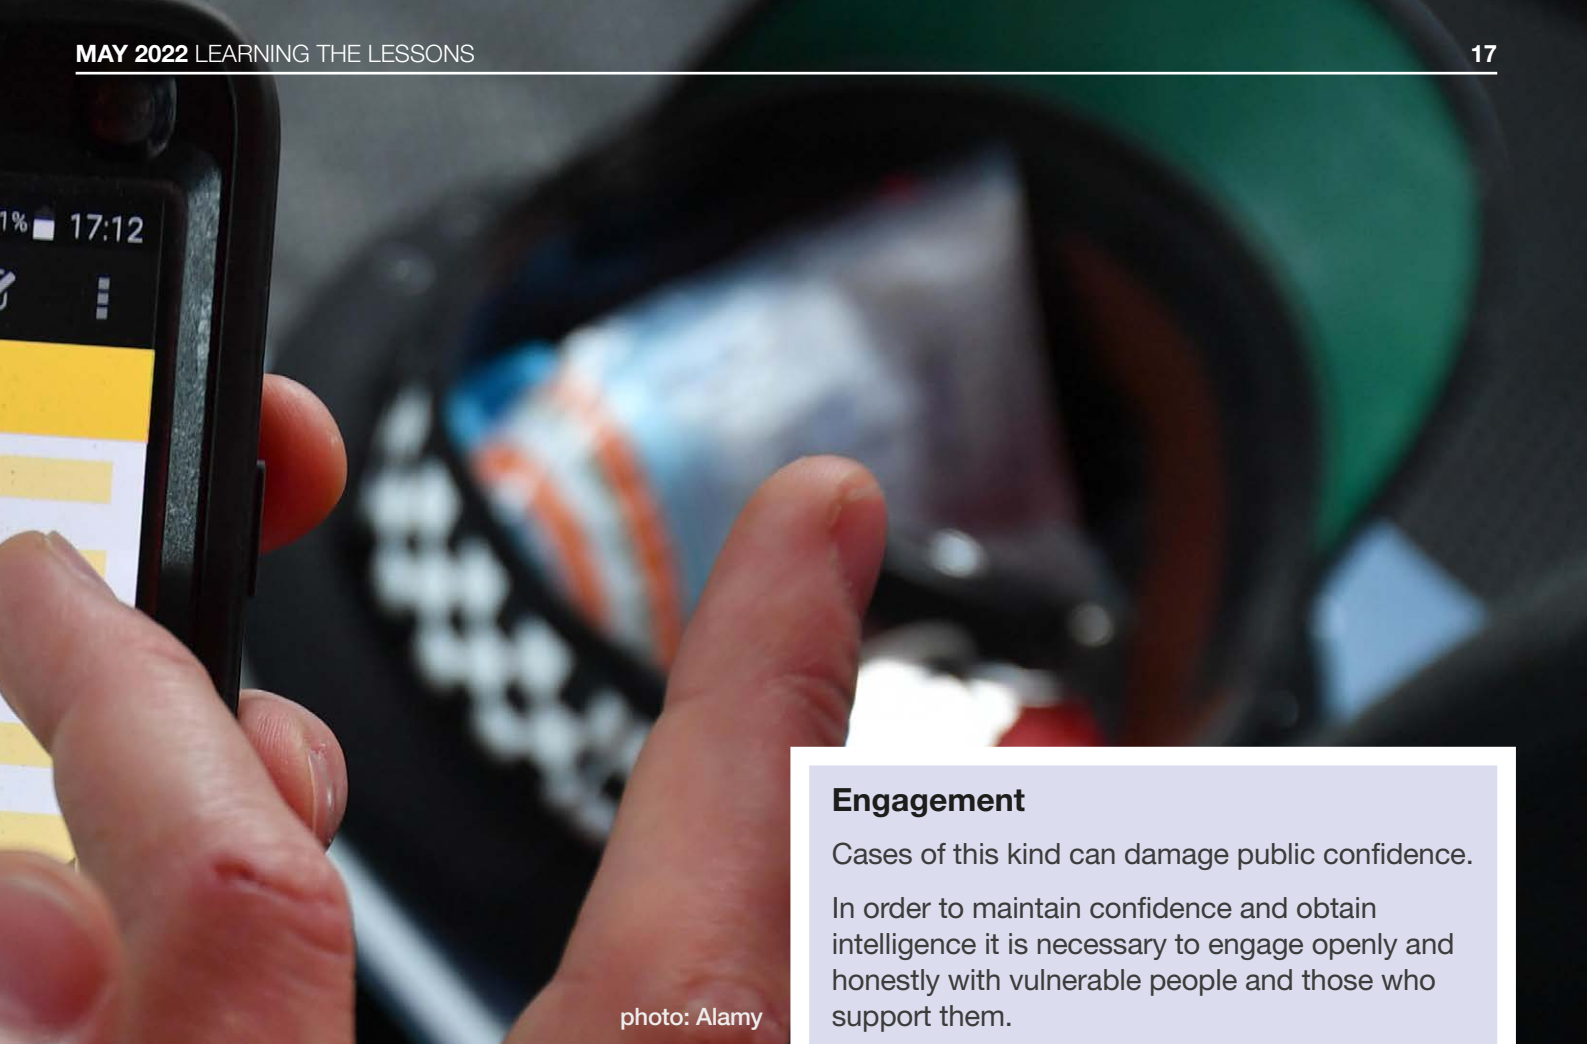 MAY 2022 LEARNING THE LESSONS 17
1% 17:12
Engagement
Cases of this kind can damage public confidence.
In order to maintain confidence and obtain
intelligence it is necessary to engage openly and
honestly with vulnerable people and those who
support them.
photo: Alamy